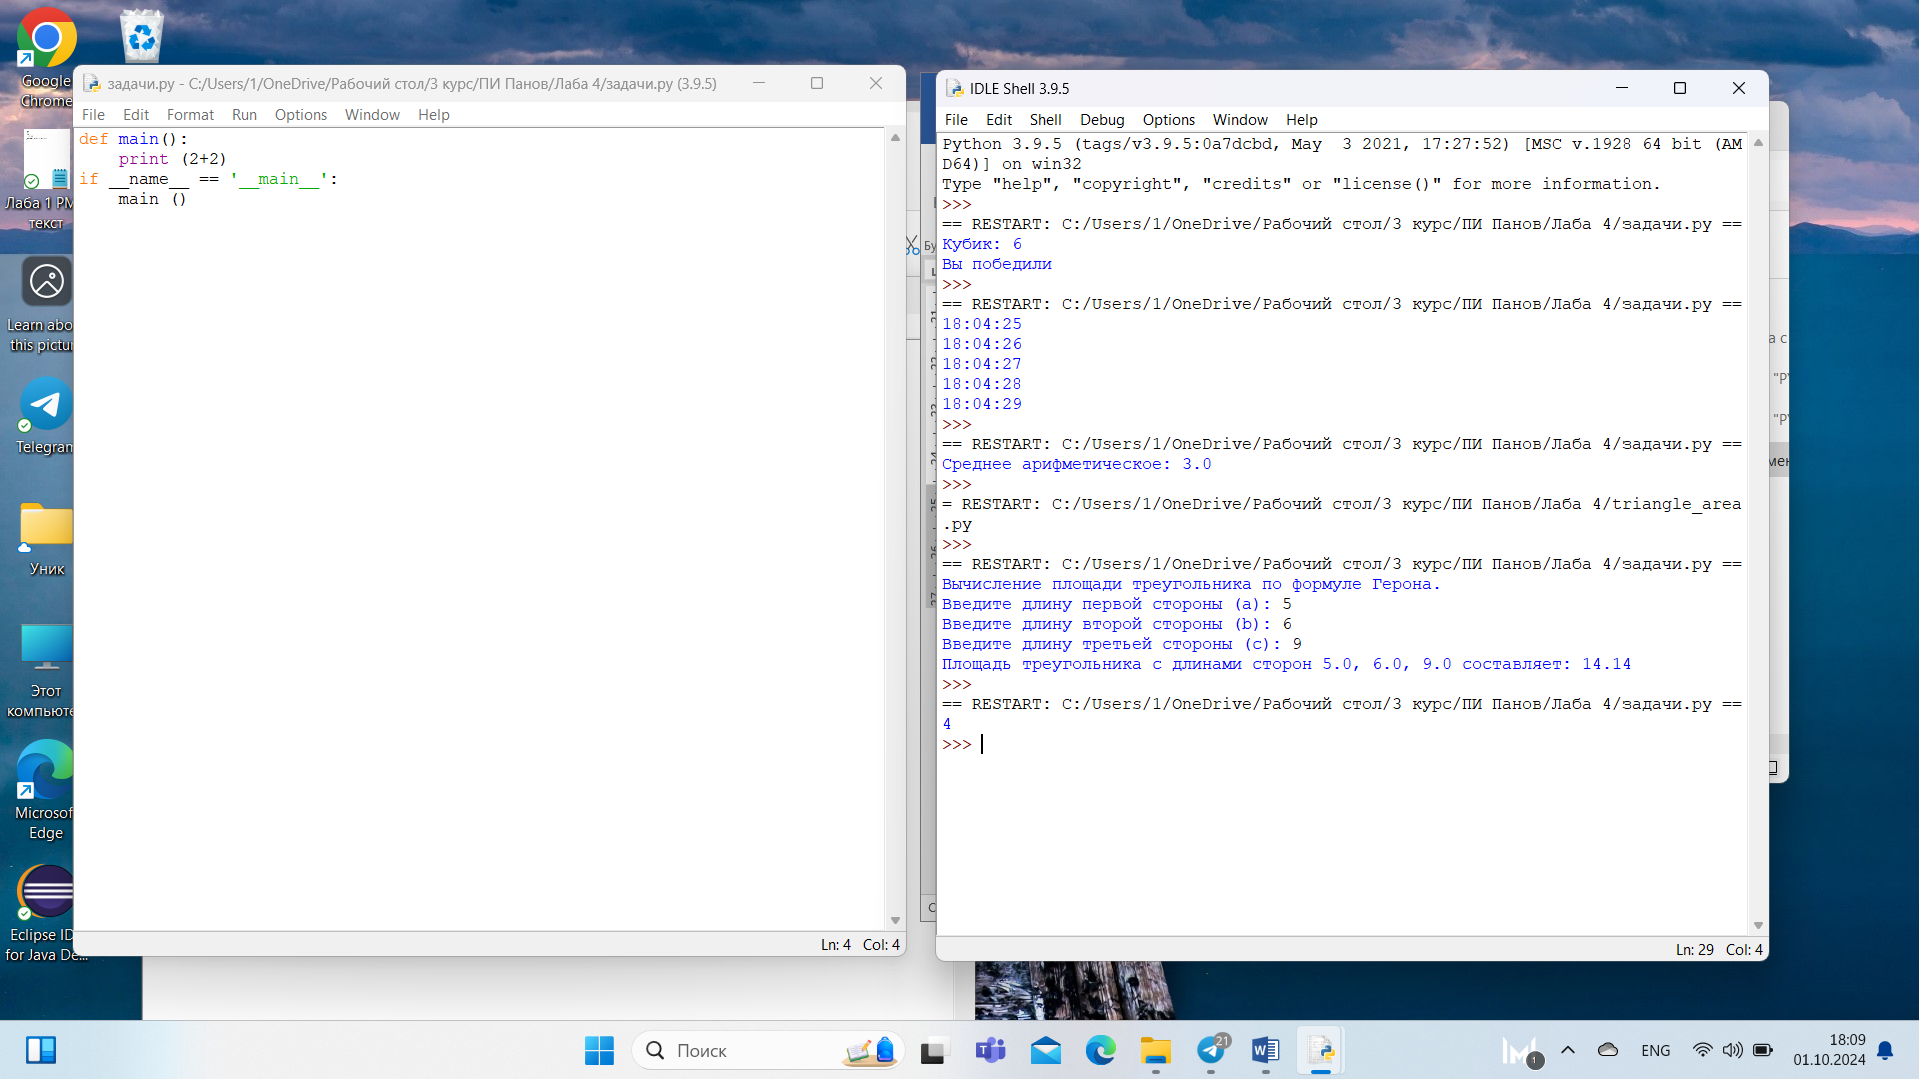 Google
Chrome
Лаба 1 РМ
текст
Learn abo
this pictur
Telegram
Уник
Этот
компьюте
Microsof
Edge
Eclipse ID
for Java De...
задачи.py - C:/Users/1/OneDrive/Рабочий стол/3 курс/ПИ Панов/Лаба 4/задачи.py (3.9.5)
File Edit Format Run Options Window Help
def main():
    print (2+2)
if __name__ == '__main__':
    main ()
Ln: 4 Col: 4
IDLE Shell 3.9.5
File Edit Shell Debug Options Window Help
Python 3.9.5 (tags/v3.9.5:0a7dcbd, May  3 2021, 17:27:52) [MSC v.1928 64 bit (AM
D64)] on win32
Type "help", "copyright", "credits" or "license()" for more information.
>>>
== RESTART: C:/Users/1/OneDrive/Рабочий стол/3 курс/ПИ Панов/Лаба 4/задачи.py ==
Кубик: 6
Вы победили
>>>
== RESTART: C:/Users/1/OneDrive/Рабочий стол/3 курс/ПИ Панов/Лаба 4/задачи.py ==
18:04:25
18:04:26
18:04:27
18:04:28
18:04:29
>>>
== RESTART: C:/Users/1/OneDrive/Рабочий стол/3 курс/ПИ Панов/Лаба 4/задачи.py ==
Среднее арифметическое: 3.0
>>>
= RESTART: C:/Users/1/OneDrive/Рабочий стол/3 курс/ПИ Панов/Лаба 4/triangle_area
.py
>>>
== RESTART: C:/Users/1/OneDrive/Рабочий стол/3 курс/ПИ Панов/Лаба 4/задачи.py ==
Вычисление площади треугольника по формуле Герона.
Введите длину первой стороны (a): 5
Введите длину второй стороны (b): 6
Введите длину третьей стороны (c): 9
Площадь треугольника с длинами сторон 5.0, 6.0, 9.0 составляет: 14.14
>>>
== RESTART: C:/Users/1/OneDrive/Рабочий стол/3 курс/ПИ Панов/Лаба 4/задачи.py ==
4
>>>
Ln: 29 Col: 4
Поиск
21
1
ENG
18:09
01.10.2024